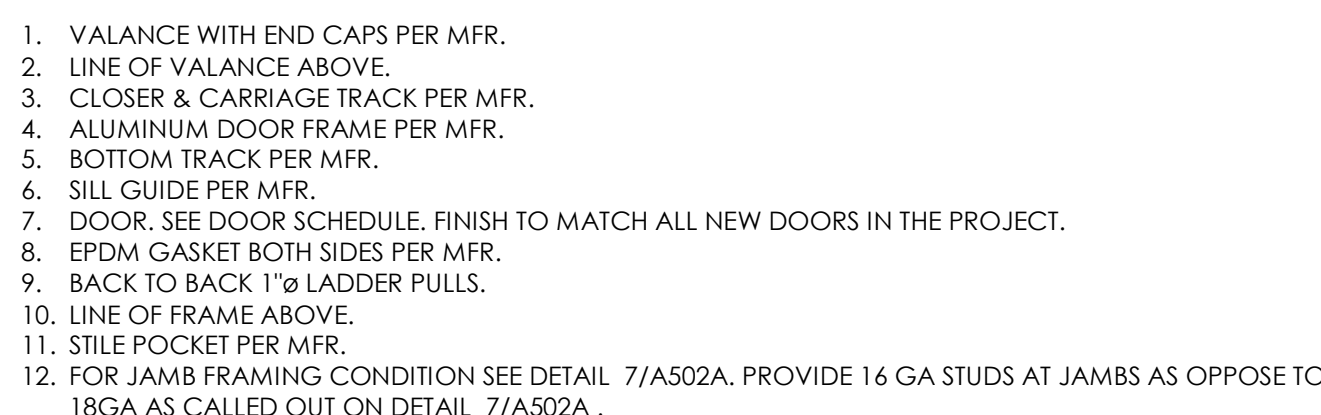 1. VALANCE WITH END CAPS PER MFR.
2. LINE OF VALANCE ABOVE.
3. CLOSER & CARRIAGE TRACK PER MFR.
4. ALUMINUM DOOR FRAME PER MFR.
5. BOTTOM TRACK PER MFR.
6. SILL GUIDE PER MFR.
7. DOOR. SEE DOOR SCHEDULE. FINISH TO MATCH ALL NEW DOORS IN THE PROJECT.
8. EPDM GASKET BOTH SIDES PER MFR.
9. BACK TO BACK 1"ø LADDER PULLS.
10. LINE OF FRAME ABOVE.
11. STILE POCKET PER MFR.
12. FOR JAMB FRAMING CONDITION SEE DETAIL 7/A502A. PROVIDE 16 GA STUDS AT JAMBS AS OPPOSE TO
18GA AS CALLED OUT ON DETAIL 7/A502A .